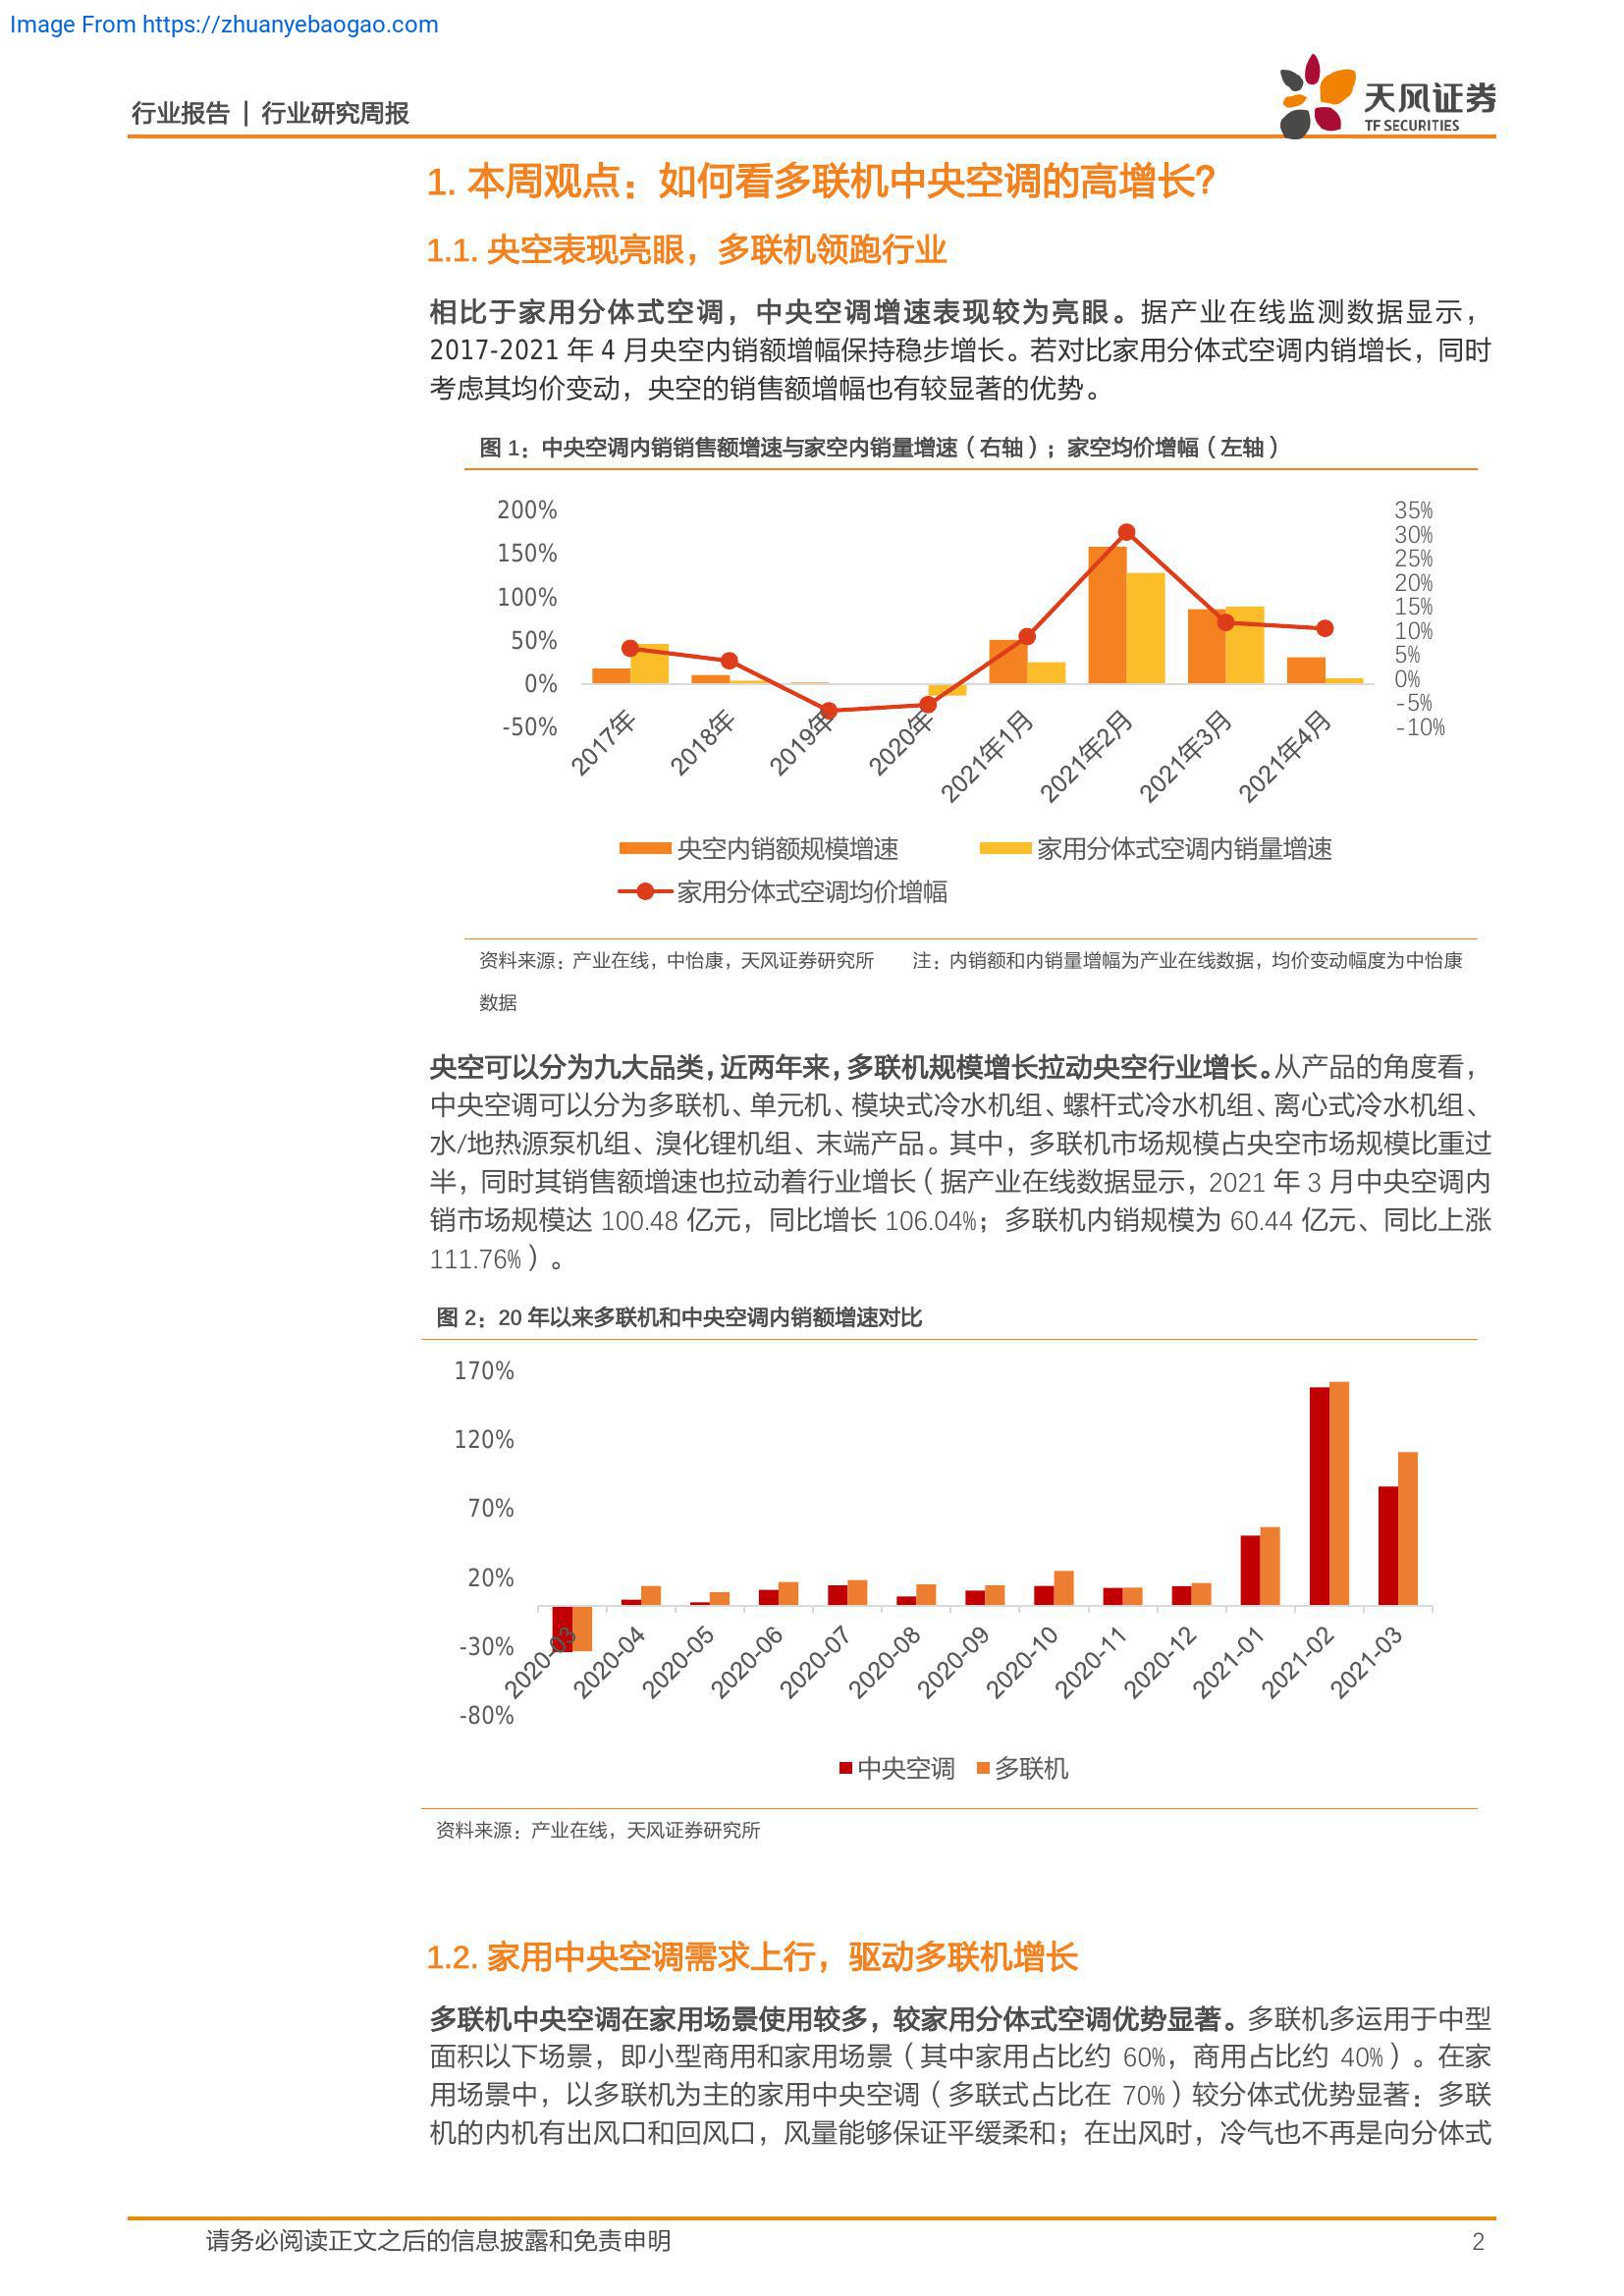 Image From https://zhuanyebaogao.com
行业报告 | 行业研究周报
天风证券
TF SECURITIES
1. 本周观点：如何看多联机中央空调的高增长？
1.1. 央空表现亮眼，多联机领跑行业
相比于家用分体式空调，中央空调增速表现较为亮眼。据产业在线监测数据显示，
2017-2021 年 4 月央空内销额增幅保持稳步增长。若对比家用分体式空调内销增长，同时
考虑其均价变动，央空的销售额增幅也有较显著的优势。
图 1：中央空调内销销售额增速与家空内销量增速（右轴）；家空均价增幅（左轴）
200%
150%
100%
50%
0%
-50%
35%
30%
25%
20%
15%
10%
5%
0%
-5%
-10%
2017年
2018年
2019年
2020年
2021年1月
2021年2月
2021年3月
2021年4月
央空内销额规模增速
家用分体式空调内销量增速
家用分体式空调均价增幅
资料来源：产业在线，中怡康，天风证券研究所 注：内销额和内销量增幅为产业在线数据，均价变动幅度为中怡康
数据
央空可以分为九大品类，近两年来，多联机规模增长拉动央空行业增长。从产品的角度看，
中央空调可以分为多联机、单元机、模块式冷水机组、螺杆式冷水机组、离心式冷水机组、
水/地热源泵机组、溴化锂机组、末端产品。其中，多联机市场规模占央空市场规模比重过
半，同时其销售额增速也拉动着行业增长（据产业在线数据显示，2021 年 3 月中央空调内
销市场规模达 100.48 亿元，同比增长 106.04%；多联机内销规模为 60.44 亿元、同比上涨
111.76%）。
图 2：20 年以来多联机和中央空调内销额增速对比
170%
120%
70%
20%
-30%
-80%
2020-03
2020-04
2020-05
2020-06
2020-07
2020-08
2020-09
2020-10
2020-11
2020-12
2021-01
2021-02
2021-03
中央空调
多联机
资料来源：产业在线，天风证券研究所
1.2. 家用中央空调需求上行，驱动多联机增长
多联机中央空调在家用场景使用较多，较家用分体式空调优势显著。多联机多运用于中型
面积以下场景，即小型商用和家用场景（其中家用占比约 60%，商用占比约 40%）。在家
用场景中，以多联机为主的家用中央空调（多联式占比在 70%）较分体式优势显著：多联
机的内机有出风口和回风口，风量能够保证平缓柔和；在出风时，冷气也不再是向分体式
请务必阅读正文之后的信息披露和免责申明
2